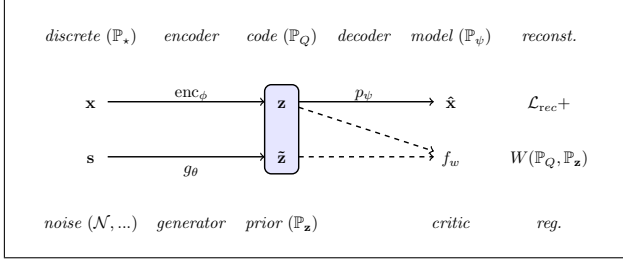 discrete (ℙ⋆) encoder code (ℙ_Q) decoder model (ℙ_ψ) reconst.
x enc_ϕ z p_ψ x̂ ℒ_rec+
s g_θ z̃ f_w W(ℙ_Q, ℙ_z)
noise (𝒩, ...) generator prior (ℙ_z) critic reg.